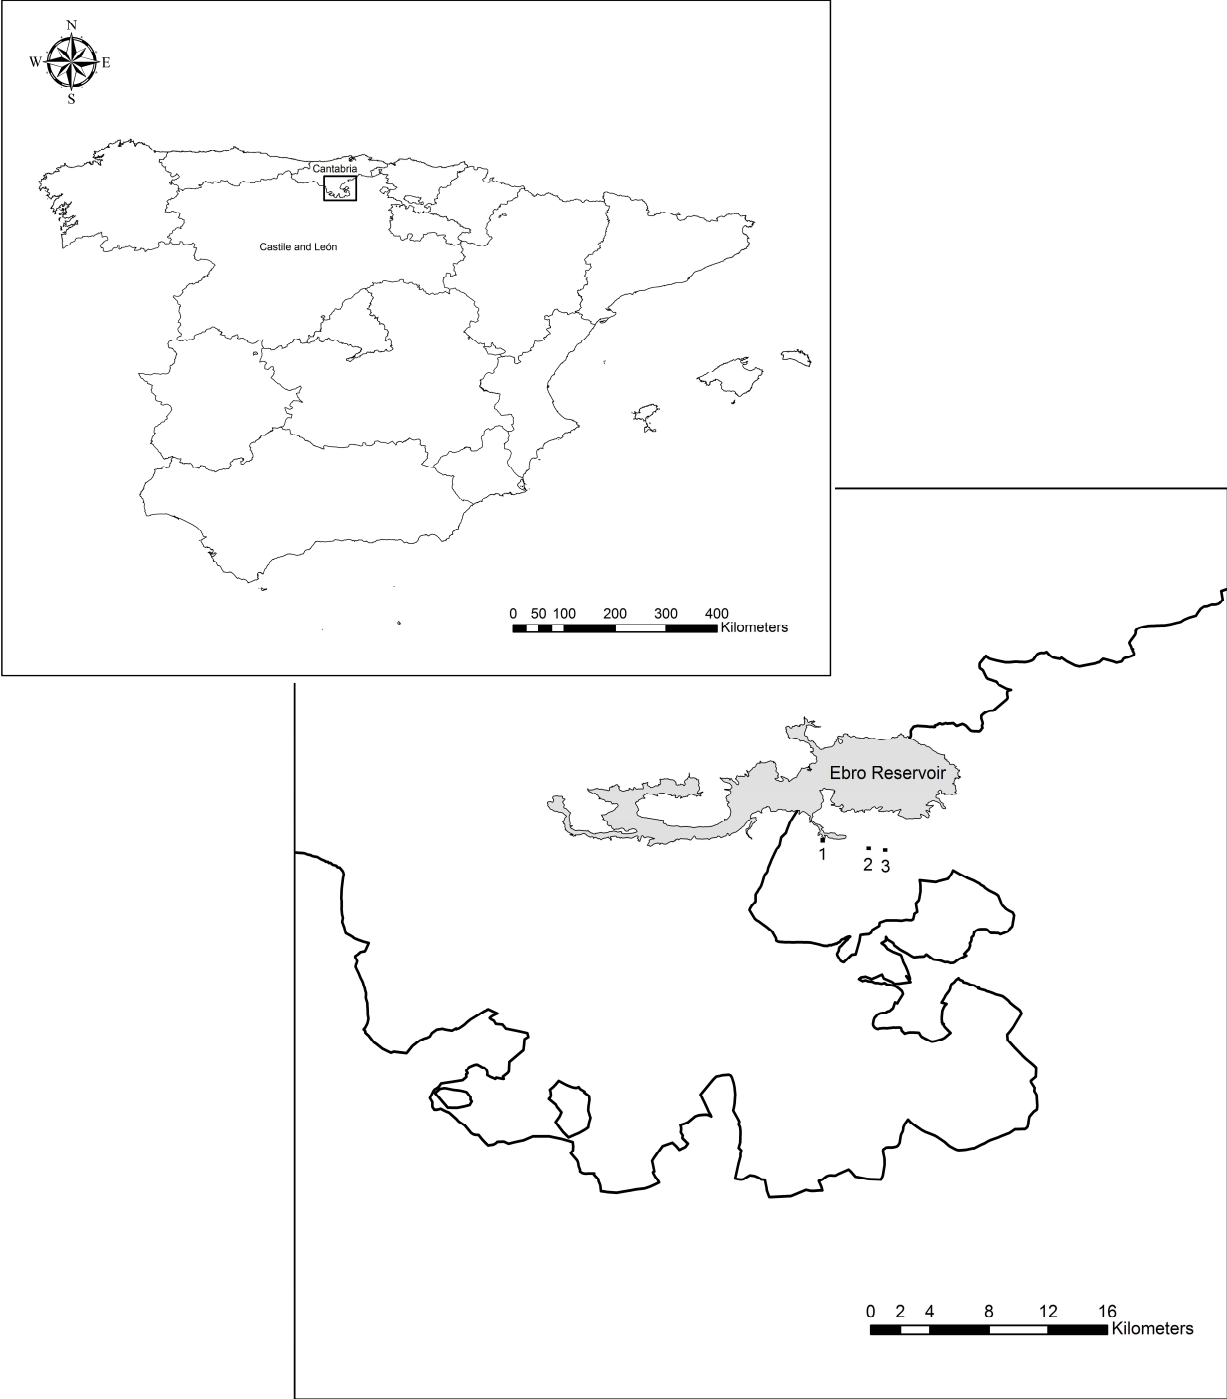 N
W E
S
Cantabria
Castile and León
0 50 100 200 300 400
Kilometers
Ebro Reservoir
1
2 3
0 2 4 8 12 16
Kilometers